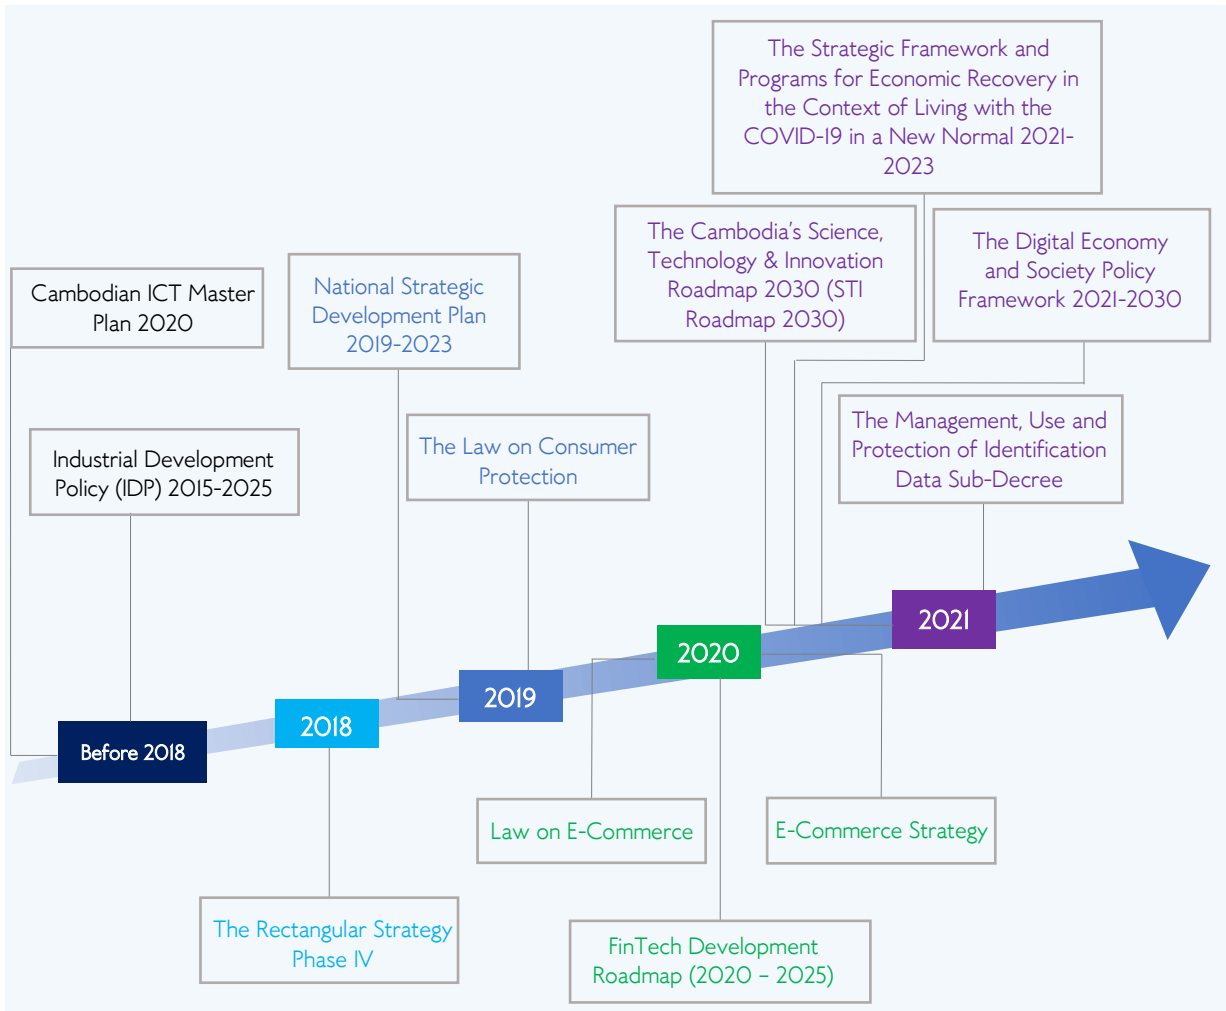 The Strategic Framework and
Programs for Economic Recovery in
the Context of Living with the
COVID-19 in a New Normal 2021-
2023
The Cambodia's Science,
Technology & Innovation
Roadmap 2030 (STI
Roadmap 2030)
The Digital Economy
and Society Policy
Framework 2021-2030
Cambodian ICT Master
Plan 2020
National Strategic
Development Plan
2019-2023
Industrial Development
Policy (IDP) 2015-2025
The Law on Consumer
Protection
The Management, Use and
Protection of Identification
Data Sub-Decree
Before 2018
2018
2019
2020
2021
Law on E-Commerce
E-Commerce Strategy
The Rectangular Strategy
Phase IV
FinTech Development
Roadmap (2020 – 2025)